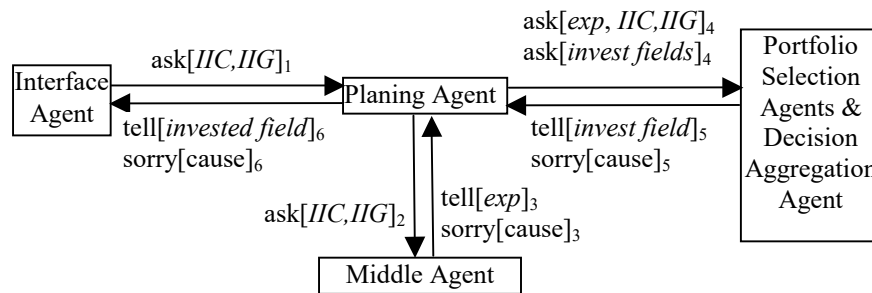 ask[exp, IIC,IIG]4
ask[invest fields]4
Portfolio
Selection
Agents &
Decision
Aggregation
Agent
Interface
Agent
ask[IIC,IIG]1
Planing Agent
tell[invested field]6
sorry[cause]6
tell[invest field]5
sorry[cause]5
ask[IIC,IIG]2
tell[exp]3
sorry[cause]3
Middle Agent